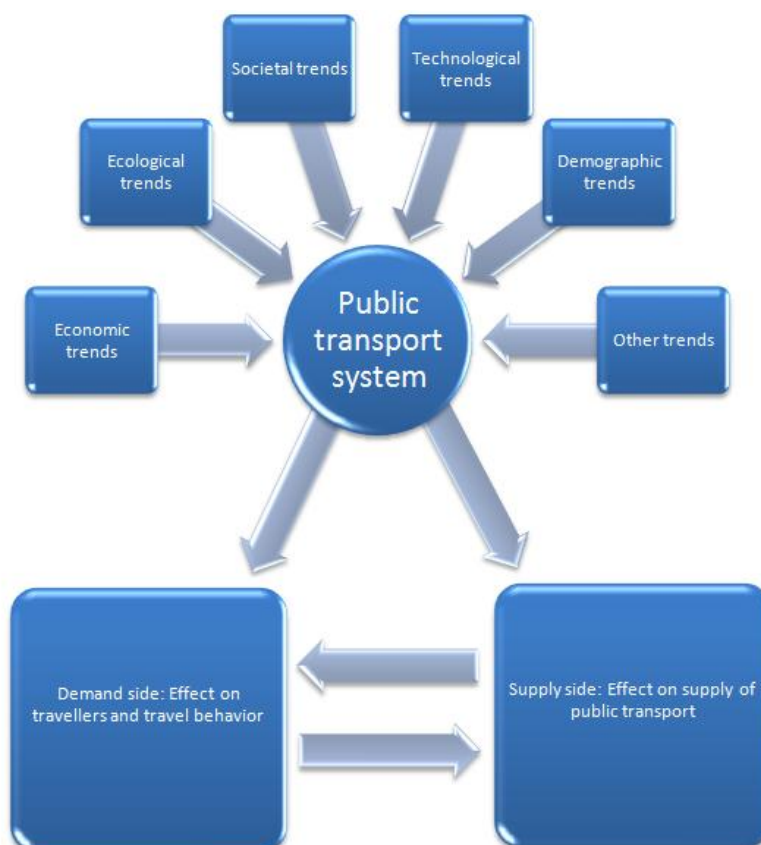 Societal trends
Technological
trends
Ecological
trends
Demographic
trends
Economic
trends
Public
transport
system
Other trends
Demand side: Effect on
travellers and travel behavior
Supply side: Effect on supply of
public transport